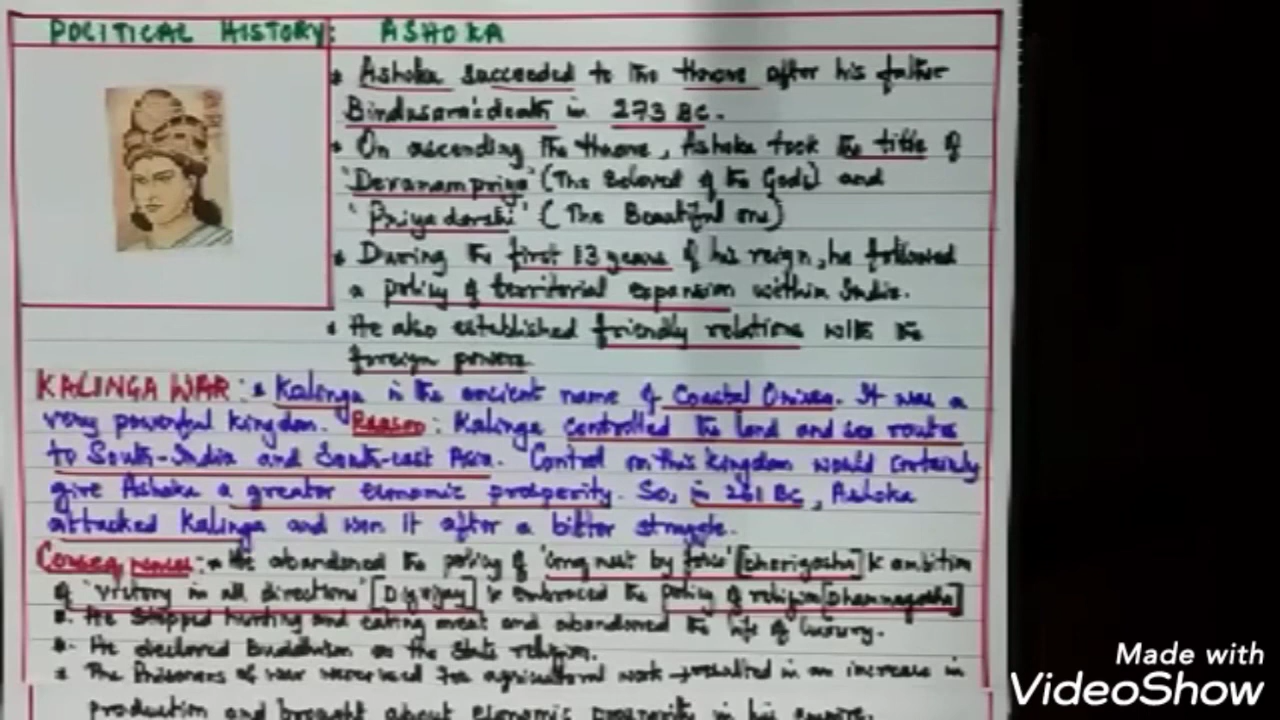 POLITICAL HISTORY: ASHOKA
• Ashoka succeeded to the throne after his father
Bindusara's death in 273 BC.
• On ascending the throne, Ashoka took the title of
'Devanampriya' (The Beloved of the Gods) and
'Priyadarshi' (The Beautiful one)
• During the first 13 years of his reign, he followed
a policy of territorial expansion within India.
• He also established friendly relations with the
foreign powers.
KALINGA WAR: • Kalinga is the ancient name of Coastal Orissa. It was a
very powerful kingdom. Reason: Kalinga controlled the land and sea routes
to South-India and South-east Asia. Control on this kingdom would certainly
give Ashoka a greater economic prosperity. So, in 261 BC, Ashoka
attacked Kalinga and won it after a bitter struggle.
Consequences: • He abandoned the policy of 'conquest by force' [Bherigosha] & ambition
of 'victory in all directions' [Digvijay] & embraced the policy of religion [Dhammagosha]
• He stopped hunting and eating meat and abandoned the life of luxury.
• He declared Buddhism as the state religion.
• The Prisoners of war were used for agricultural work → resulted in an increase in
production and brought about economic prosperity in his empire.
Made with
VideoShow